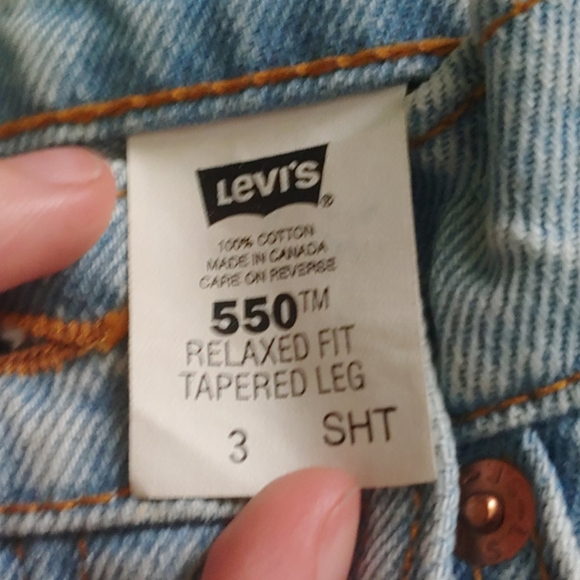 LEVI'S®
100% COTTON
MADE IN CANADA
CARE ON REVERSE
550™
RELAXED FIT
TAPERED LEG
3 SHT